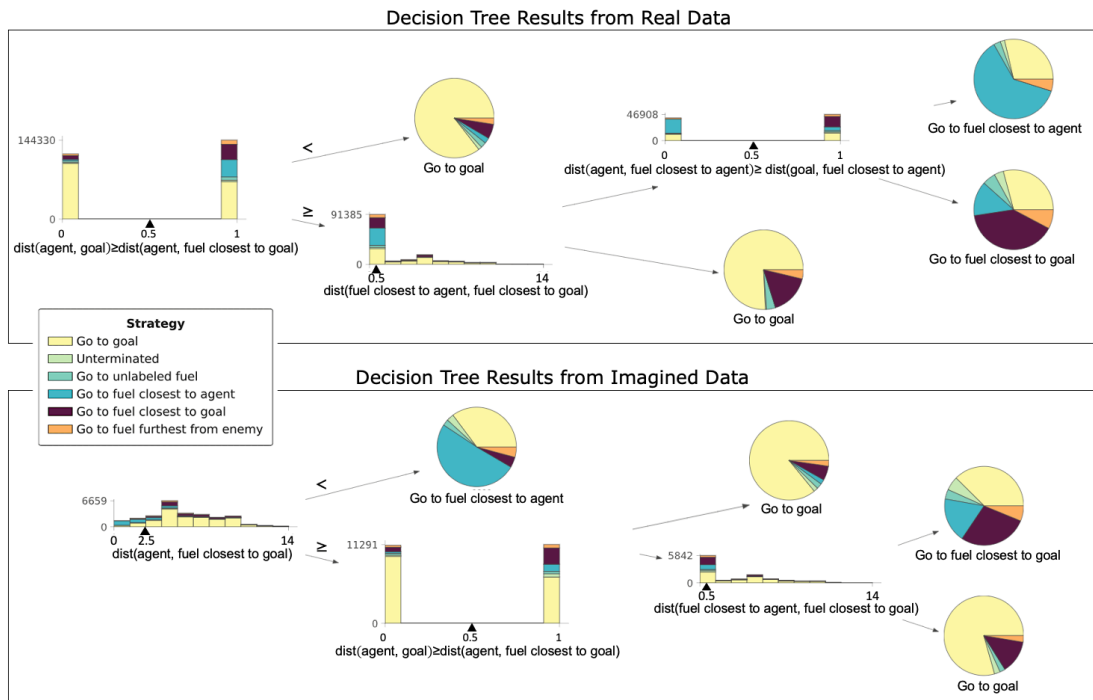 Decision Tree Results from Real Data
144330
0
0
0.5
1
dist(agent, goal)≥dist(agent, fuel closest to goal)
<
≥
Go to goal
91385
0
0.5
14
dist(fuel closest to agent, fuel closest to goal)
46908
0
0
0.5
1
dist(agent, fuel closest to agent)≥ dist(goal, fuel closest to agent)
Go to fuel closest to agent
Go to fuel closest to goal
Go to goal
Strategy
Go to goal
Unterminated
Go to unlabeled fuel
Go to fuel closest to agent
Go to fuel closest to goal
Go to fuel furthest from enemy
Decision Tree Results from Imagined Data
6659
0
0
2.5
14
dist(agent, fuel closest to goal)
<
≥
Go to fuel closest to agent
11291
0
0
0.5
1
dist(agent, goal)≥dist(agent, fuel closest to goal)
Go to goal
5842
0
0.5
14
dist(fuel closest to agent, fuel closest to goal)
Go to fuel closest to goal
Go to goal